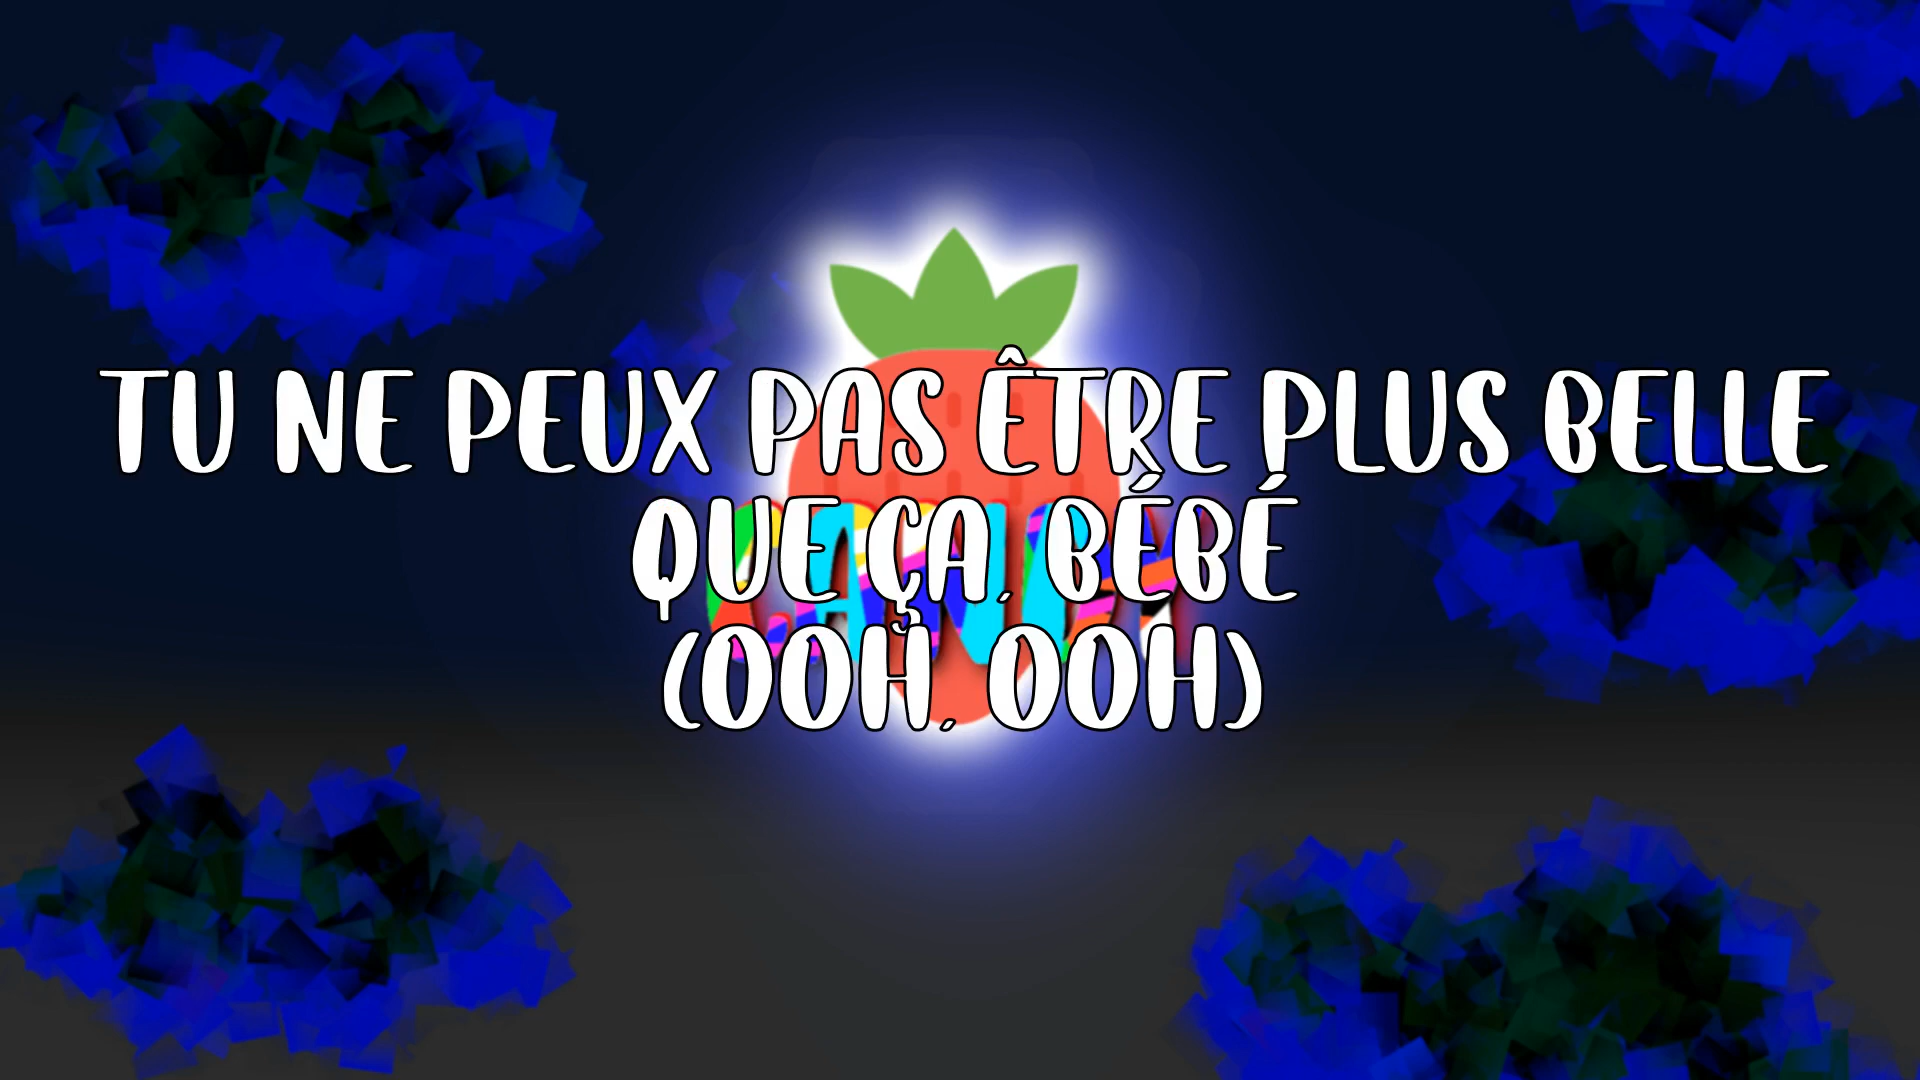 TU NE PEUX PAS ÊTRE PLUS BELLE
QUE ÇA, BÉBÉ
(OOH, OOH)